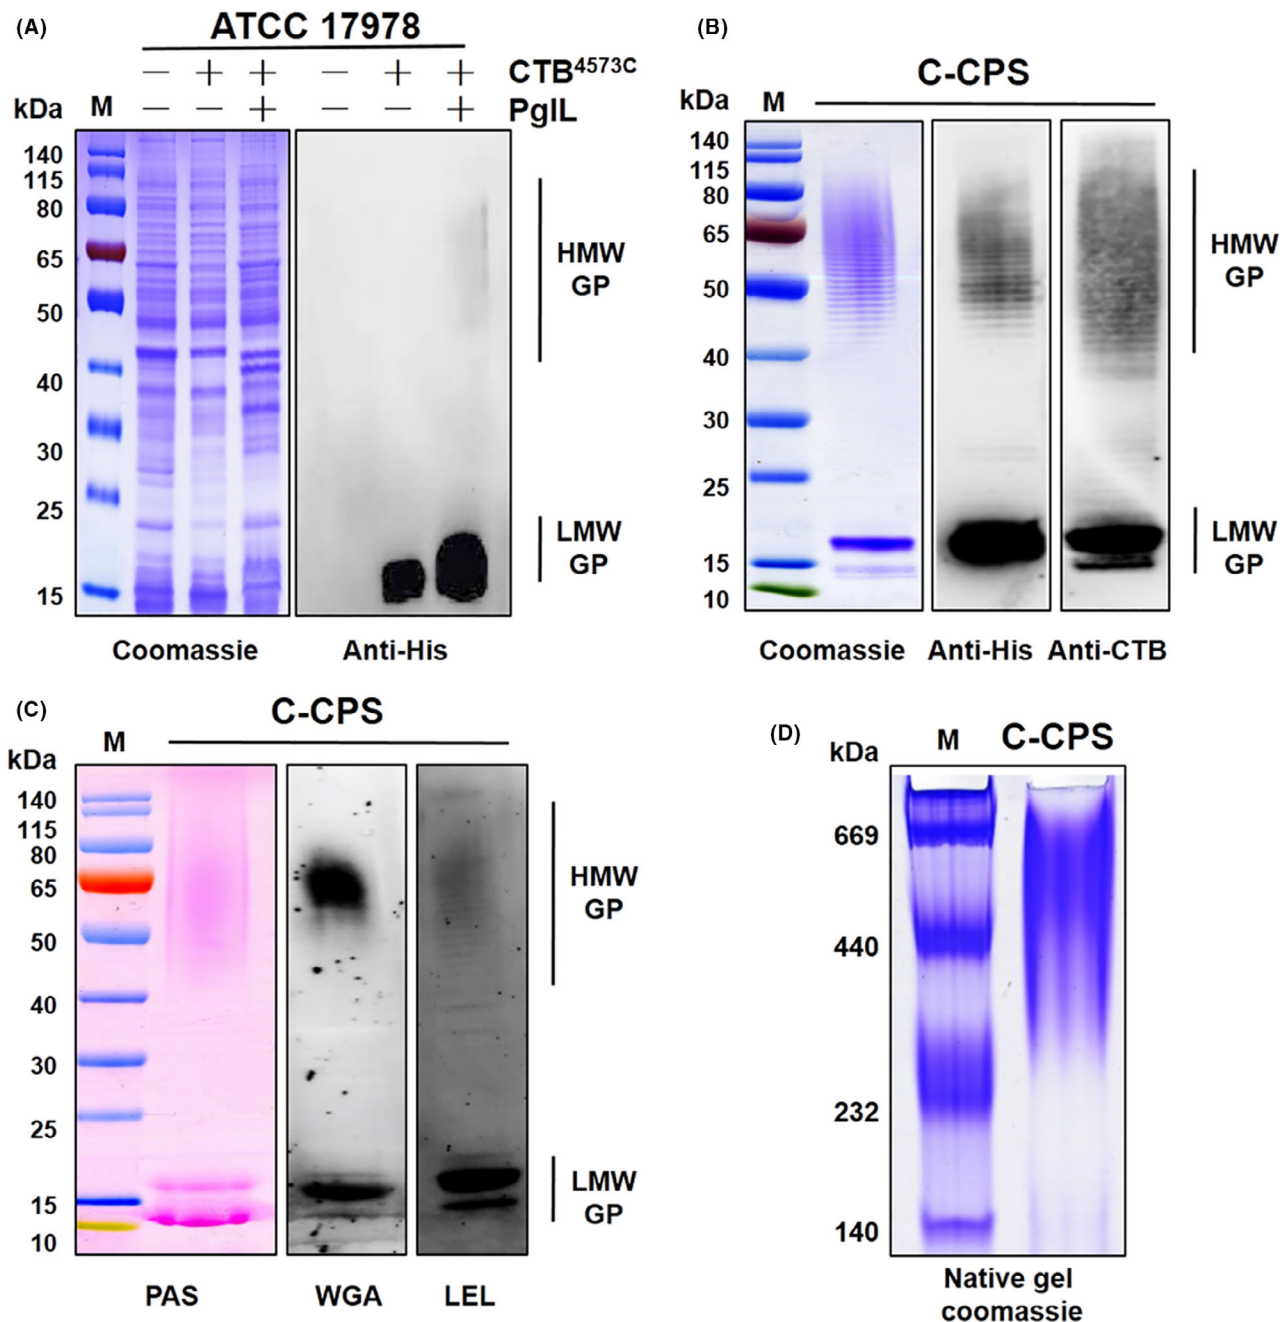 (A)
ATCC 17978
— + + — + + CTB4573C
kDa M — — + — — + PglL
140
115
80
65
50
40
30
25
15
HMW
GP
LMW
GP
Coomassie Anti-His
(B)
C-CPS
kDa M
140
115
80
65
50
40
30
25
15
10
HMW
GP
LMW
GP
Coomassie Anti-His Anti-CTB
(C)
C-CPS
M
kDa
140
115
80
65
50
40
30
25
15
10
HMW
GP
LMW
GP
PAS WGA LEL
(D)
kDa M C-CPS
669
440
232
140
Native gel
coomassie